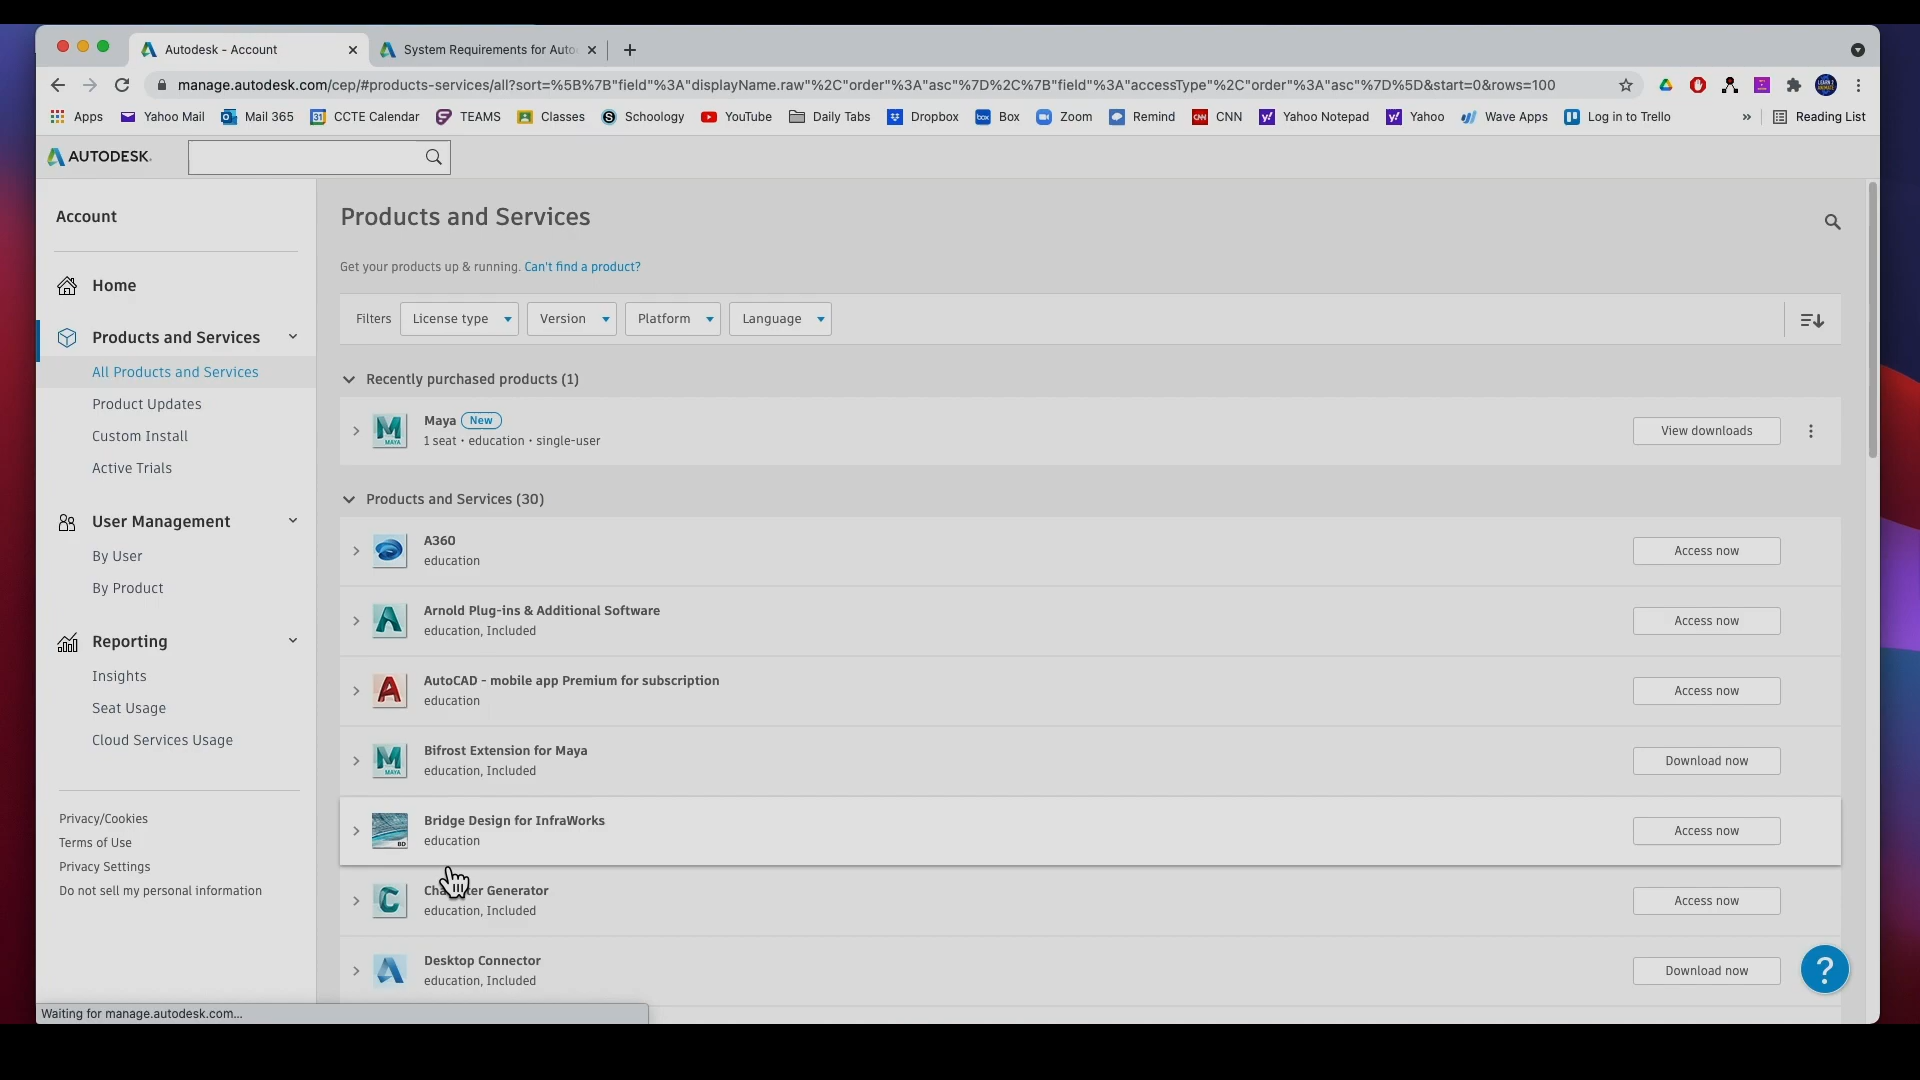 Autodesk - Account
System Requirements for Auto
manage.autodesk.com/cep/#products-services/all?sort=%5B%7B"field"%3A"displayName.raw"%2C"order"%3A"asc"%7D%2C%7B"field"%3A"accessType"%2C"order"%3A"asc"%7D%5D&start=0&rows=100
Apps Yahoo Mail Mail 365 CCTE Calendar TEAMS Classes Schoology YouTube Daily Tabs Dropbox Box Zoom Remind CNN Yahoo Notepad Yahoo Wave Apps Log in to Trello » Reading List
AUTODESK.
Account
Home
Products and Services
All Products and Services
Product Updates
Custom Install
Active Trials
User Management
By User
By Product
Reporting
Insights
Seat Usage
Cloud Services Usage
Privacy/Cookies
Terms of Use
Privacy Settings
Do not sell my personal information
Products and Services
Get your products up & running. Can't find a product?
Filters License type Version Platform Language
Recently purchased products (1)
Maya New
1 seat • education • single-user
View downloads
Products and Services (30)
A360
education
Access now
Arnold Plug-ins & Additional Software
education, Included
Access now
AutoCAD - mobile app Premium for subscription
education
Access now
Bifrost Extension for Maya
education, Included
Download now
Bridge Design for InfraWorks
education
Access now
Generator
education, Included
Access now
Desktop Connector
education, Included
Download now
?
Waiting for manage.autodesk.com...